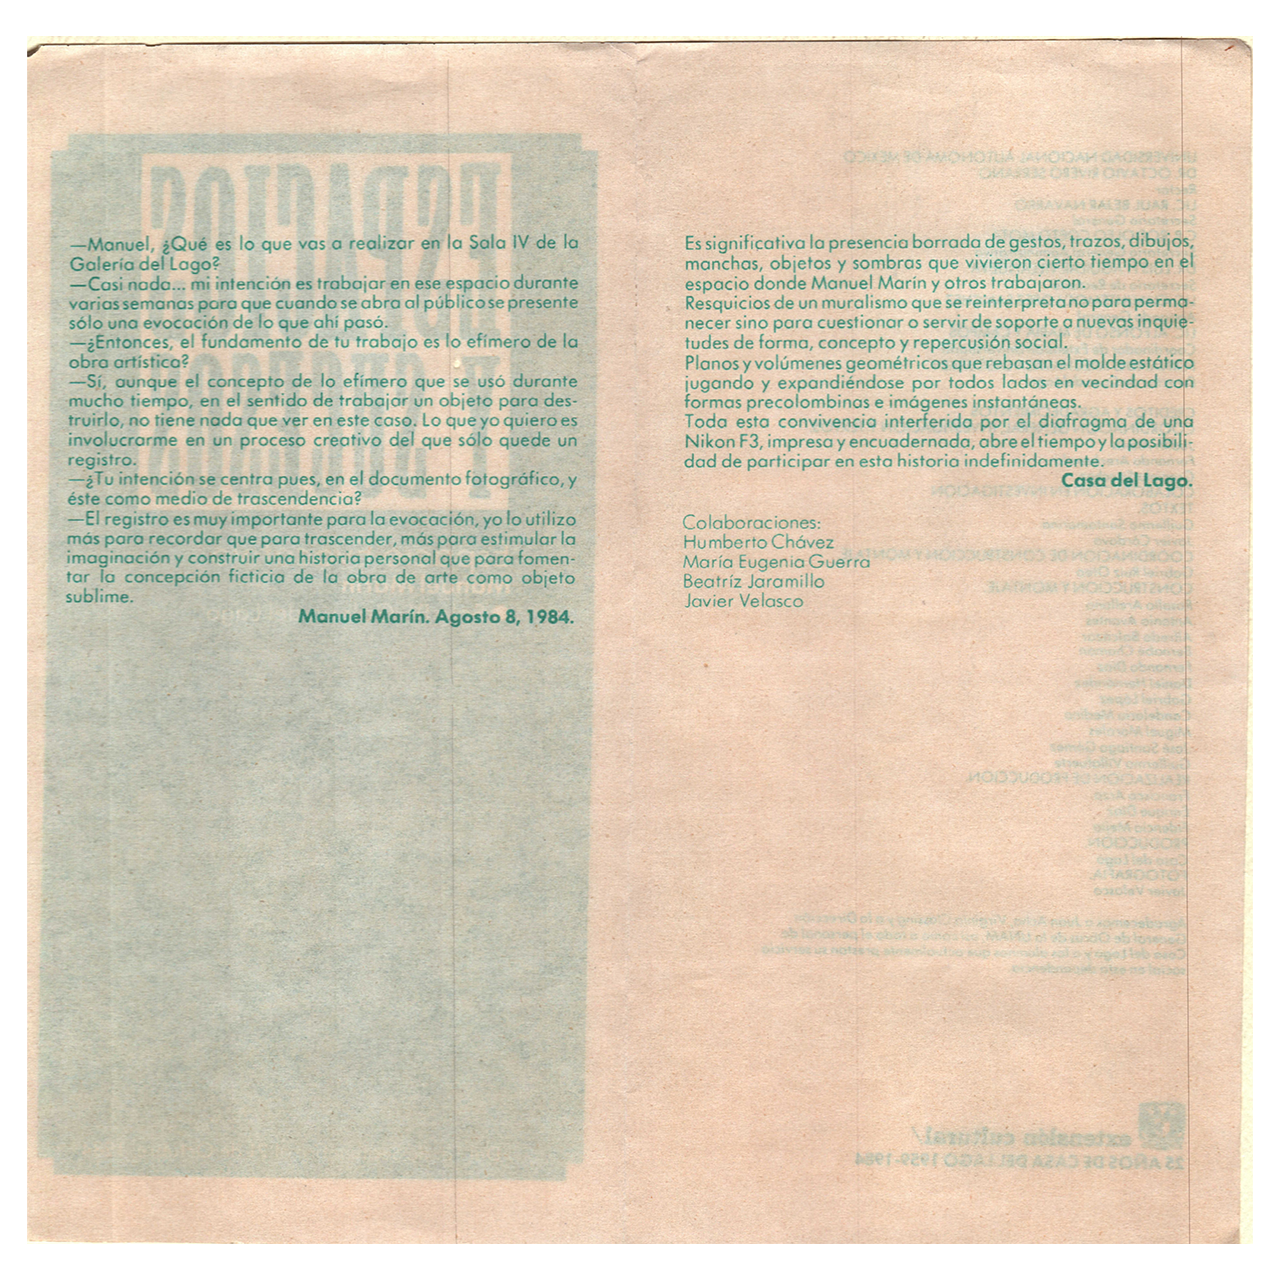 —Manuel, ¿Qué es lo que vas a realizar en la Sala IV de la
Galería del Lago?
—Casi nada... mi intención es trabajar en ese espacio durante
varias semanas para que cuando se abra al público se presente
sólo una evocación de lo que ahí pasó.
—¿Entonces, el fundamento de tu trabajo es lo efímero de la
obra artística?
—Sí, aunque el concepto de lo efímero que se usó durante
mucho tiempo, en el sentido de trabajar un objeto para des-
truirlo, no tiene nada que ver en este caso. Lo que yo quiero es
involucrarme en un proceso creativo del que sólo quede un
registro.
—¿Tu intención se centra pues, en el documento fotográfico, y
éste como medio de trascendencia?
—El registro es muy importante para la evocación, yo lo utilizo
más para recordar que para trascender, más para estimular la
imaginación y construir una historia personal que para fomen-
tar la concepción ficticia de la obra de arte como objeto
sublime.
Manuel Marín. Agosto 8, 1984.
Es significativa la presencia borrada de gestos, trazos, dibujos,
manchas, objetos y sombras que vivieron cierto tiempo en el
espacio donde Manuel Marín y otros trabajaron.
Resquicios de un muralismo que se reinterpreta no para perma-
necer sino para cuestionar o servir de soporte a nuevas inquie-
tudes de forma, concepto y repercusión social.
Planos y volúmenes geométricos que rebasan el molde estático
jugando y expandiéndose por todos lados en vecindad con
formas precolombinas e imágenes instantáneas.
Toda esta convivencia interferida por el diafragma de una
Nikon F3, impresa y encuadernada, abre el tiempo y la posibili-
dad de participar en esta historia indefinidamente.
Casa del Lago.
Colaboraciones:
Humberto Chávez
María Eugenia Guerra
Beatríz Jaramillo
Javier Velasco